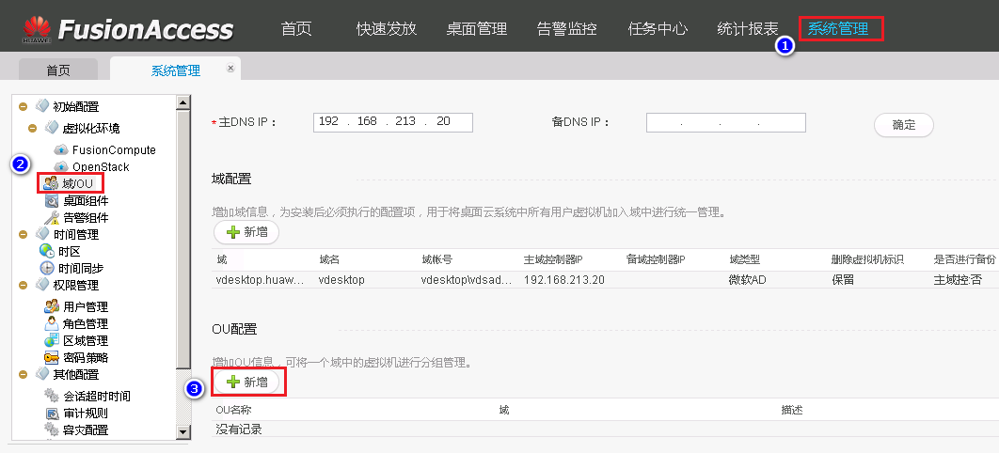 HUAWEI FusionAccess 首页 快速发放 桌面管理 告警监控 任务中心 统计报表 系统管理
1
首页 系统管理 ×
初始配置
虚拟化环境
FusionCompute
OpenStack
2
域/OU
桌面组件
告警组件
时间管理
时区
时间同步
权限管理
用户管理
角色管理
区域管理
密码策略
其他配置
会话超时时间
审计规则
容灾配置
*主DNS IP： 192 . 168 . 213 . 20 备DNS IP： . . . 确定
域配置
增加域信息，为安装后必须执行的配置项，用于将桌面云系统中所有用户虚拟机加入域中进行统一管理。
新增
域 域名 域帐号 主域控制器IP 备域控制器IP 域类型 删除虚拟机标识 是否进行备份
vdesktop.huaw... vdesktop vdesktop\vdsad... 192.168.213.20 微软AD 保留 主域控:否
OU配置
增加OU信息，可将一个域中的虚拟机进行分组管理。
3
新增
OU名称 域 描述
没有记录